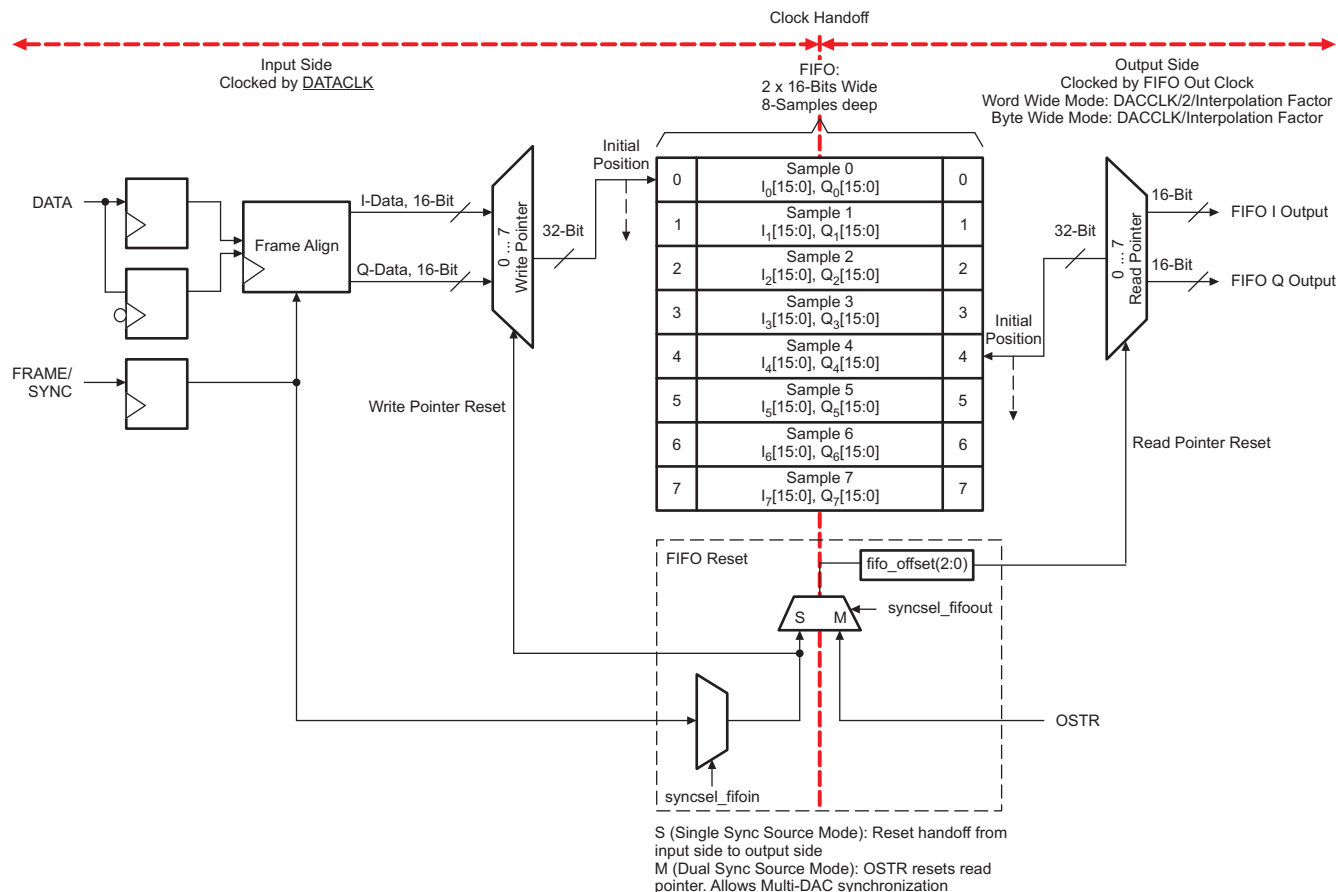 Clock Handoff
Input Side
Clocked by DATACLK
FIFO:
2 x 16-Bits Wide
8-Samples deep
Output Side
Clocked by FIFO Out Clock
Word Wide Mode: DACCLK/2/Interpolation Factor
Byte Wide Mode: DACCLK/Interpolation Factor
DATA
FRAME/
SYNC
Frame Align
I-Data, 16-Bit
Q-Data, 16-Bit
0 ... 7
Write Pointer
32-Bit
Initial
Position
0 Sample 0 0
I0[15:0], Q0[15:0]
1 Sample 1 1
I1[15:0], Q1[15:0]
2 Sample 2 2
I2[15:0], Q2[15:0]
3 Sample 3 3
I3[15:0], Q3[15:0]
4 Sample 4 4
I4[15:0], Q4[15:0]
5 Sample 5 5
I5[15:0], Q5[15:0]
6 Sample 6 6
I6[15:0], Q6[15:0]
7 Sample 7 7
I7[15:0], Q7[15:0]
Initial
Position
32-Bit
0 ... 7
Read Pointer
16-Bit
FIFO I Output
16-Bit
FIFO Q Output
Write Pointer Reset
Read Pointer Reset
FIFO Reset
fifo_offset(2:0)
S M
syncsel_fifoout
OSTR
syncsel_fifoin
S (Single Sync Source Mode): Reset handoff from
input side to output side
M (Dual Sync Source Mode): OSTR resets read
pointer. Allows Multi-DAC synchronization